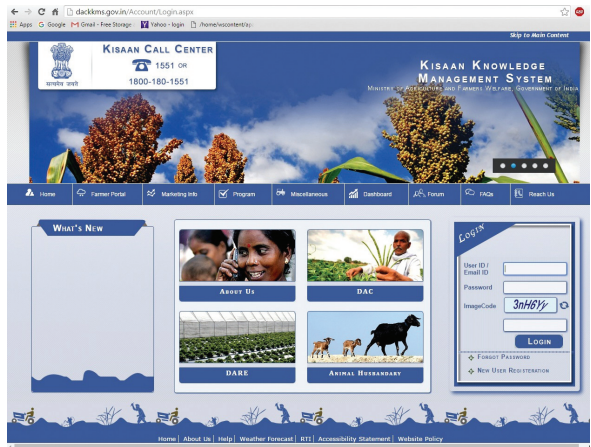 dackkms.gov.in/Account/Login.aspx
Apps Google Gmail - Free Storage Yahoo - login /home/wscontent/ap
Skip to Main Content
KISAAN CALL CENTER
1551 OR
1800-180-1551
सत्यमेव जयते
KISAAN KNOWLEDGE
MANAGEMENT SYSTEM
MINISTRY OF AGRICULTURE AND FARMERS WELFARE, GOVERNMENT OF INDIA
Home Farmer Portal Marketing Info Program Miscellaneous Dashboard Forum FAQs Reach Us
WHAT'S NEW
ABOUT US
DAC
DARE
ANIMAL HUSBANDARY
LOGIN
User ID /
Email ID
Password
ImageCode 3nH6Yy
LOGIN
FORGOT PASSWORD
NEW USER REGISTERATION
Home| About Us| Help| Weather Forecast| RTI| Accessibility Statement| Website Policy